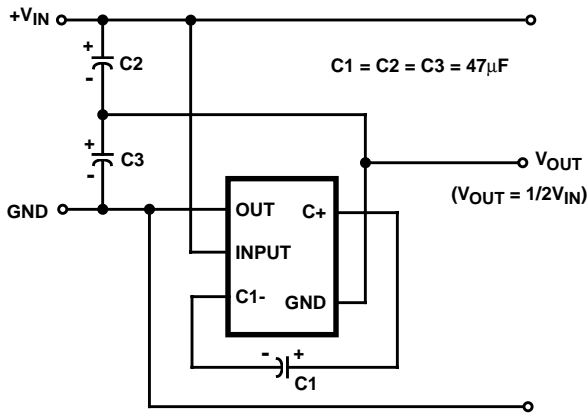 +VIN
+
-
C2
C1 = C2 = C3 = 47μF
+
-
C3
VOUT
(VOUT = 1/2VIN)
GND
OUT
C+
INPUT
C1-
GND
- +
C1